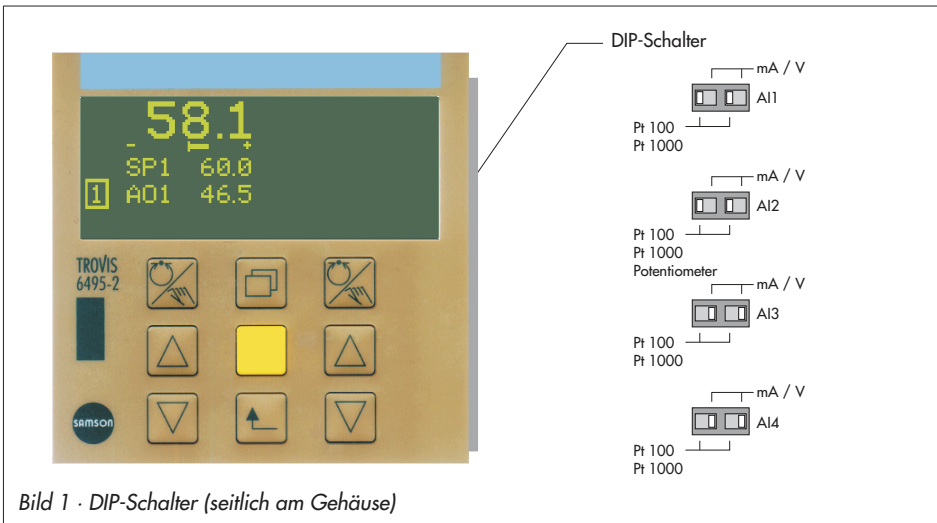 DIP-Schalter
58.1
- +
SP1 60.0
1 AO1 46.5
TROVIS
6495-2
SAMSON
mA / V
AI1
Pt 100
Pt 1000
mA / V
AI2
Pt 100
Pt 1000
Potentiometer
mA / V
AI3
Pt 100
Pt 1000
mA / V
AI4
Pt 100
Pt 1000
Bild 1 · DIP-Schalter (seitlich am Gehäuse)